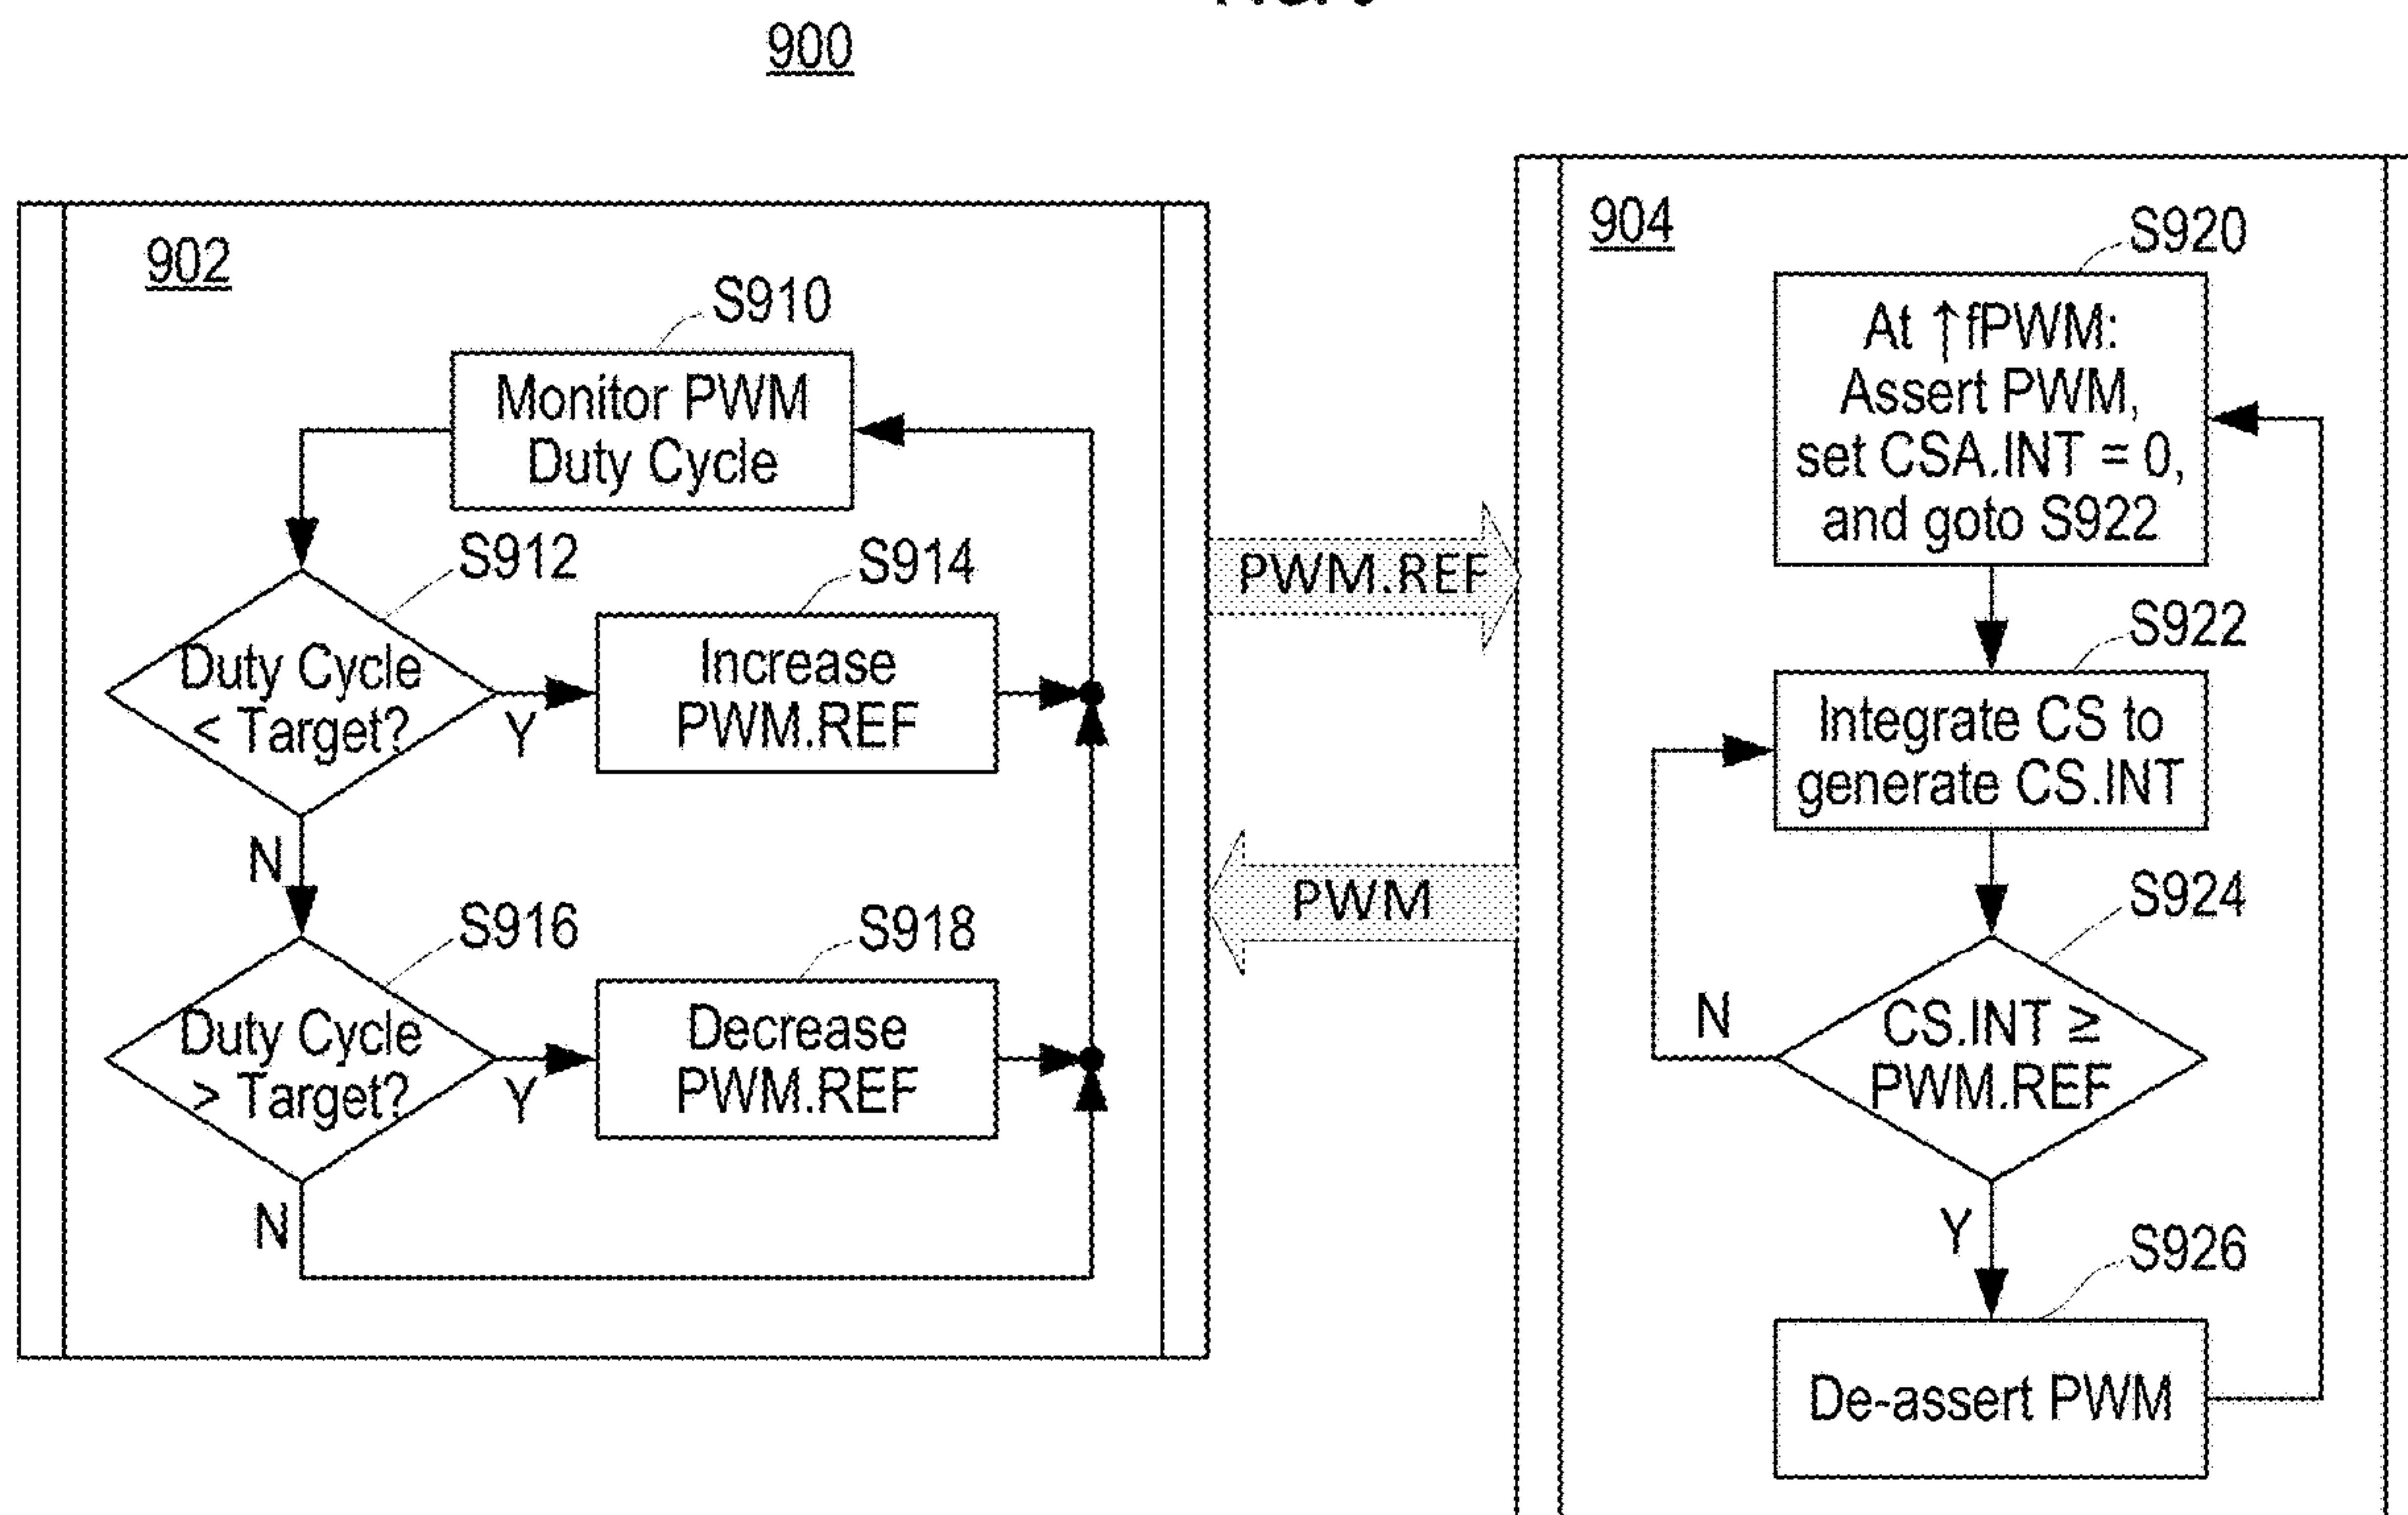 900
902
S910
Monitor PWM
Duty Cycle
S912
Duty Cycle
< Target?
Y
N
S914
Increase
PWM.REF
S916
Duty Cycle
> Target?
Y
N
S918
Decrease
PWM.REF
PWM.REF
PWM
904
S920
At ↑fPWM:
Assert PWM,
set CSA.INT = 0,
and goto S922
S922
Integrate CS to
generate CS.INT
S924
CS.INT ≥
PWM.REF
N
Y
S926
De-assert PWM